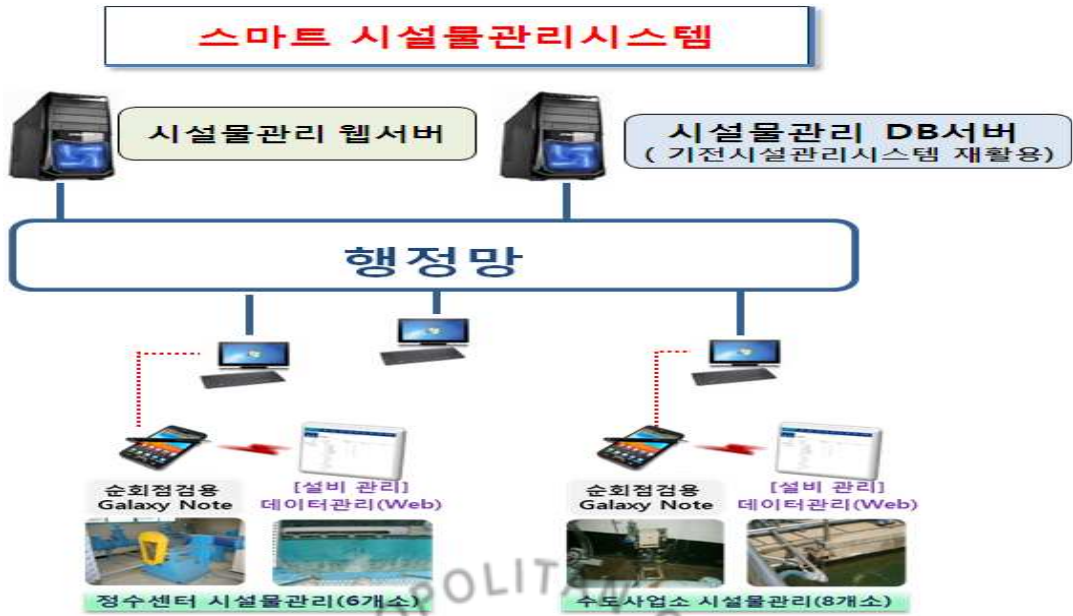 스마트 시설물관리시스템
시설물관리 웹서버
시설물관리 DB서버
( 기전시설관리시스템 재활용)
행정망
순회점검용
Galaxy Note
[설비 관리]
데이터관리(Web)
순회점검용
Galaxy Note
[설비 관리]
데이터관리(Web)
정수센터 시설물관리(6개소)
수도사업소 시설물관리(8개소)